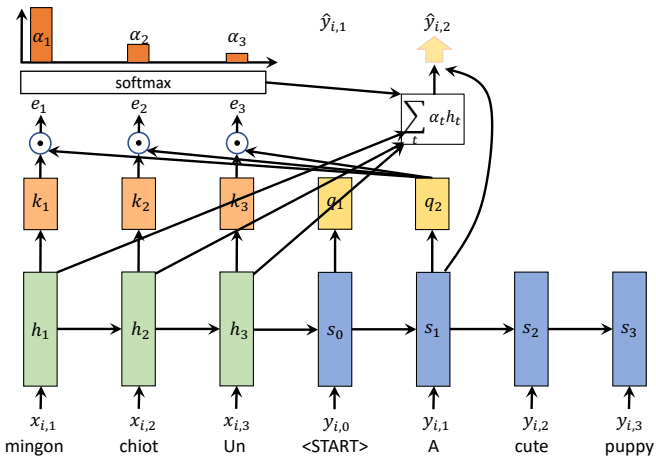 α₁ α₂ α₃ ŷᵢ,₁ ŷᵢ,₂
softmax
e₁ e₂ e₃ ∑ₜ αₜhₜ
k₁ k₂ k₃ q₁ q₂
h₁ h₂ h₃ s₀ s₁ s₂ s₃
xᵢ,₁ xᵢ,₂ xᵢ,₃ yᵢ,₀ yᵢ,₁ yᵢ,₂ yᵢ,₃
mingon chiot Un <START> A cute puppy